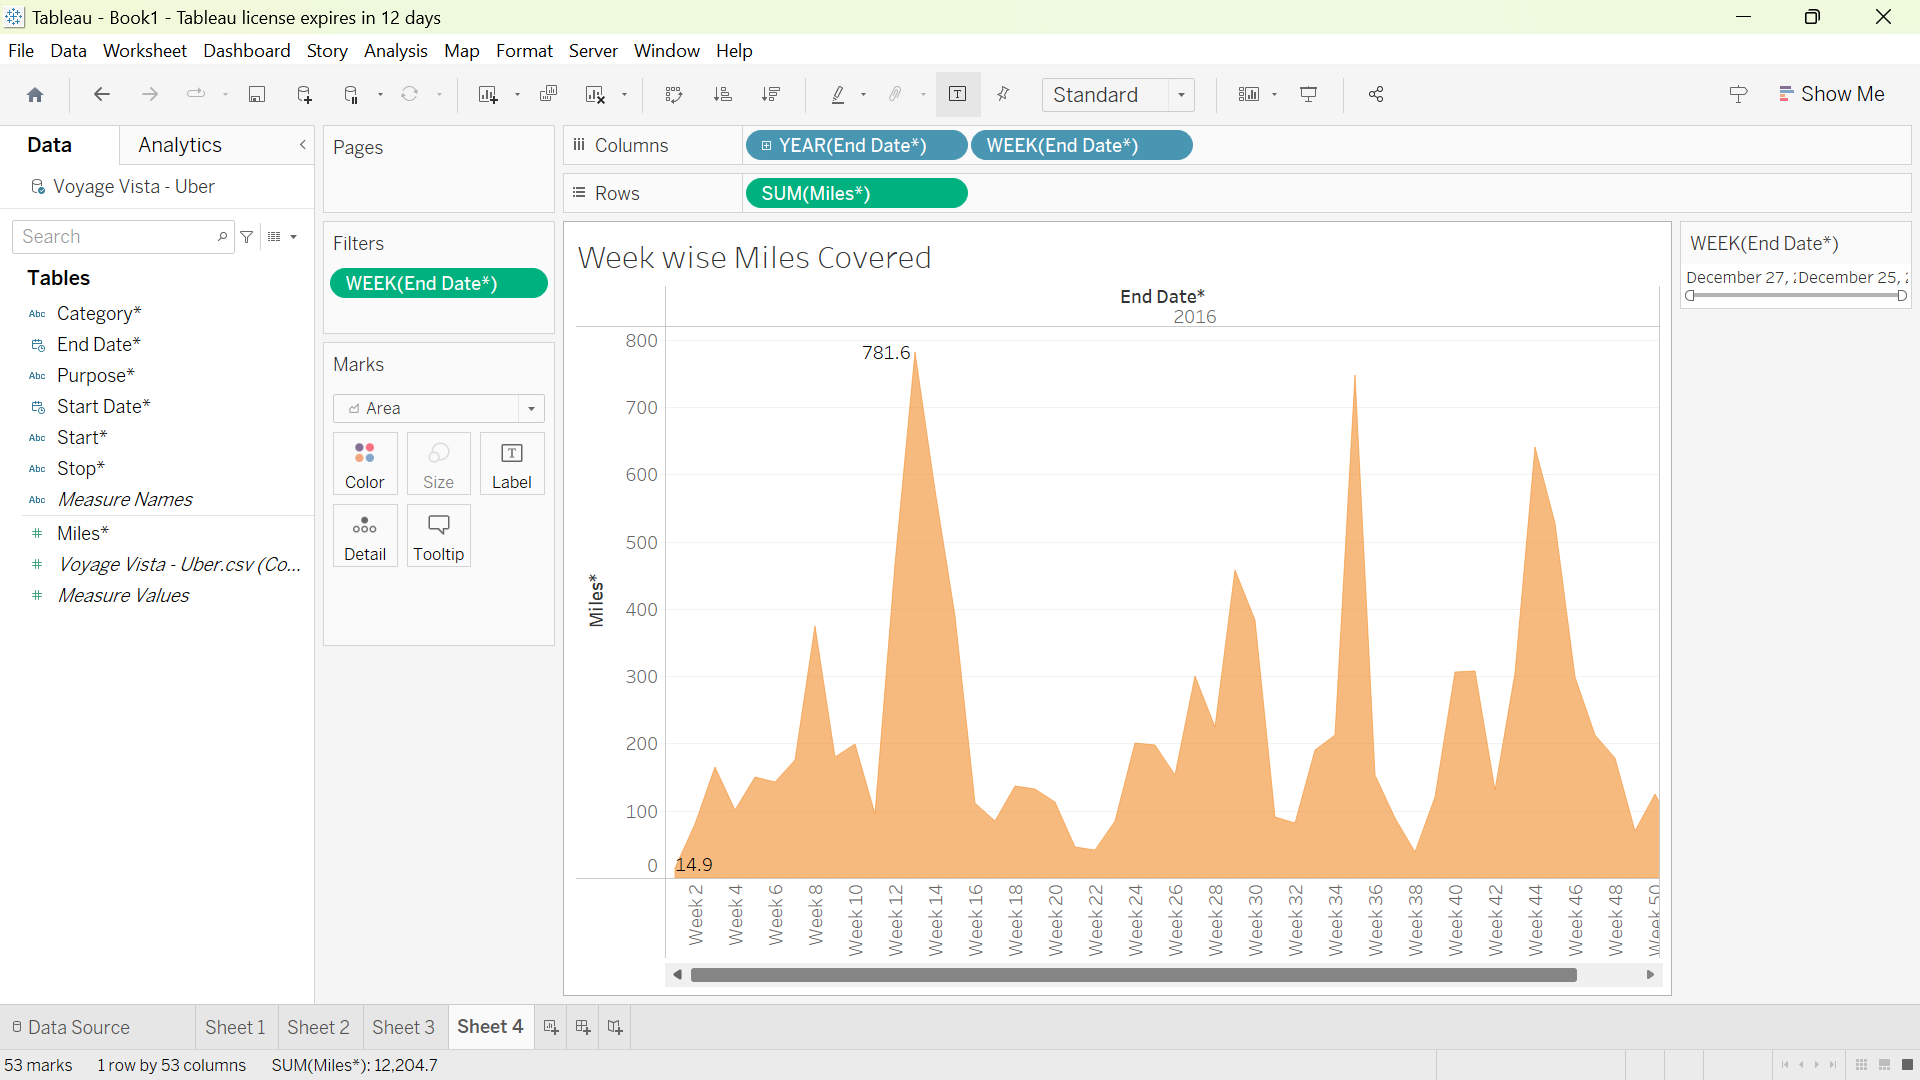 Tableau - Book1 - Tableau license expires in 12 days
File Data Worksheet Dashboard Story Analysis Map Format Server Window Help
Standard
Show Me
Data
Analytics
Voyage Vista - Uber
Search
Tables
Abc Category*
End Date*
Abc Purpose*
Start Date*
Abc Start*
Abc Stop*
Abc Measure Names
# Miles*
# Voyage Vista - Uber.csv (Co...
# Measure Values
Pages
Filters
WEEK(End Date*)
Marks
Area
Color
Size
T
Label
Detail
Tooltip
Columns
YEAR(End Date*)
WEEK(End Date*)
Rows
SUM(Miles*)
Week wise Miles Covered
End Date*
2016
800
700
600
500
400
300
200
100
0
Miles*
781.6
14.9
Week 2
Week 4
Week 6
Week 8
Week 10
Week 12
Week 14
Week 16
Week 18
Week 20
Week 22
Week 24
Week 26
Week 28
Week 30
Week 32
Week 34
Week 36
Week 38
Week 40
Week 42
Week 44
Week 46
Week 48
Week 50
WEEK(End Date*)
December 27,
December 25,
Data Source
Sheet 1
Sheet 2
Sheet 3
Sheet 4
53 marks
1 row by 53 columns
SUM(Miles*): 12,204.7